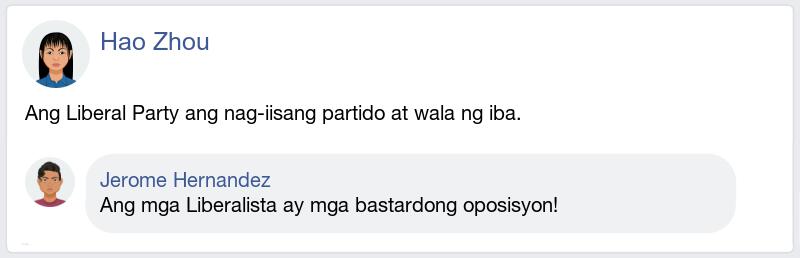 Hao Zhou
Ang Liberal Party ang nag-iisang partido at wala ng iba.
Jerome Hernandez
Ang mga Liberalista ay mga bastardong oposisyon!